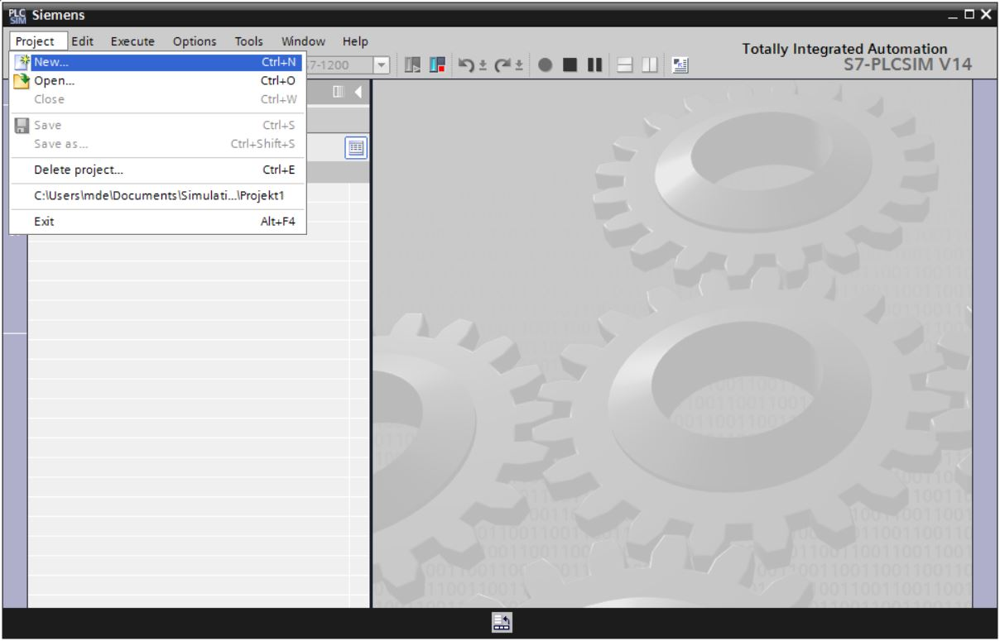 PLC SIM Siemens
Project Edit Execute Options Tools Window Help
Totally Integrated Automation
S7-PLCSIM V14
New... Ctrl+N
7-1200
Open... Ctrl+O
Close Ctrl+W
Save Ctrl+S
Save as... Ctrl+Shift+S
Delete project... Ctrl+E
C:\Users\mde\Documents\Simulati...\Projekt1
Exit Alt+F4